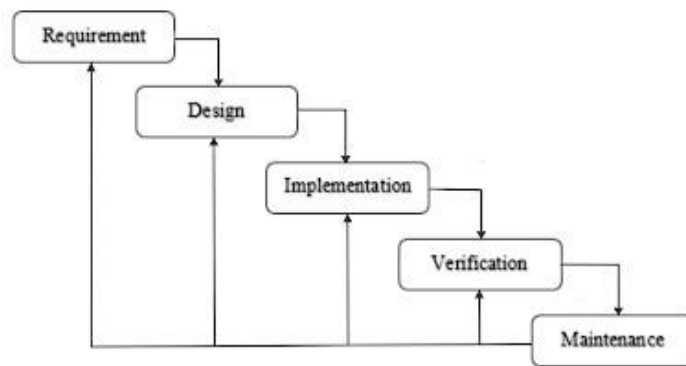 Requirement
Design
Implementation
Verification
Maintenance